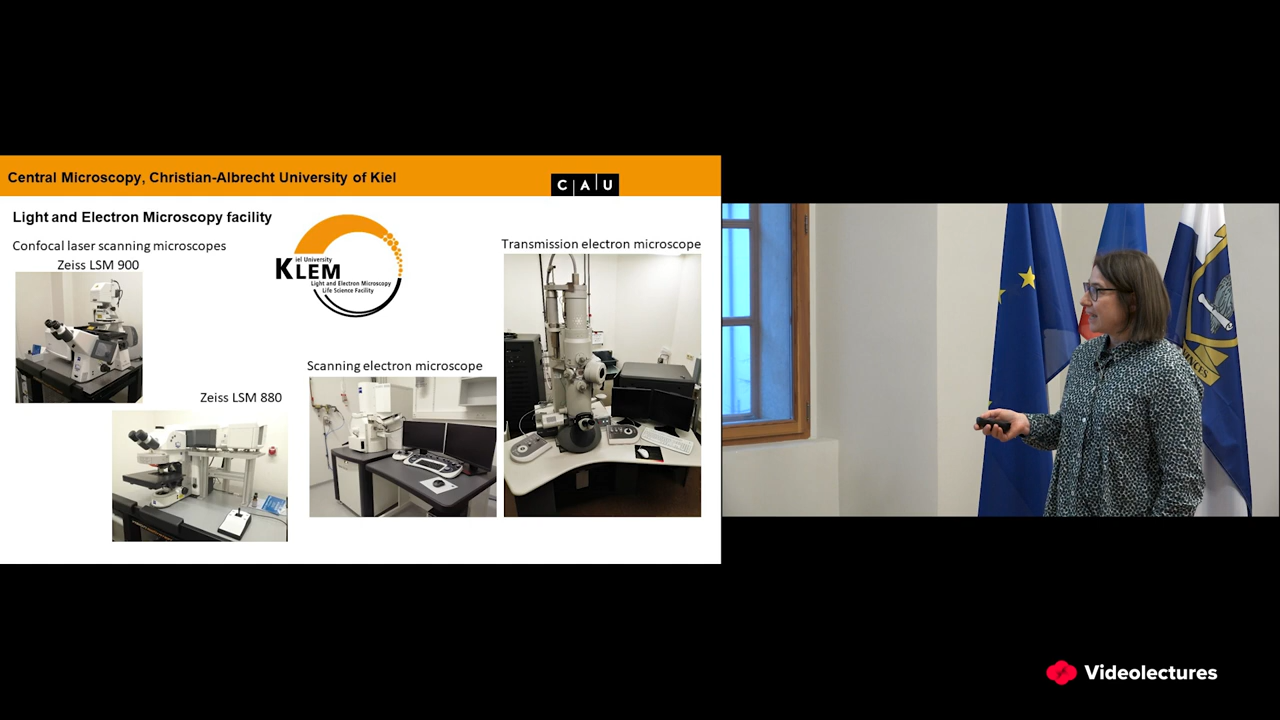 Central Microscopy, Christian-Albrecht University of Kiel
C A U
Light and Electron Microscopy facility
Confocal laser scanning microscopes
Zeiss LSM 900
iel University
KLEM
Light and Electron Microscopy
Life Science Facility
Transmission electron microscope
Scanning electron microscope
Zeiss LSM 880
Videolectures